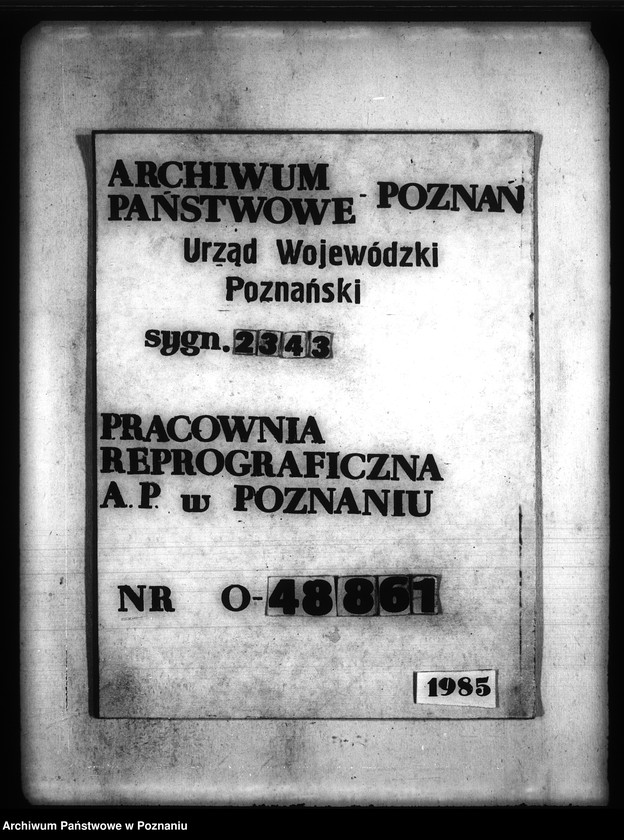 ARCHIWUM
PAŃSTWOWE - POZNAŃ
Urząd Wojewódzki
Poznański
sygn. 2343
PRACOWNIA
REPROGRAFICZNA
A.P. w POZNANIU
NR O-48861
1985
Archiwum Państwowe w Poznaniu